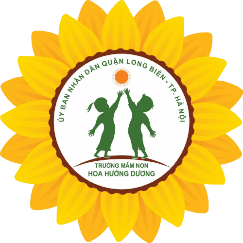 ỦY BAN NHÂN DÂN QUẬN LONG BIÊN - TP. HÀ NỘI
TRƯỜNG MẦM NON
HOA HƯỚNG DƯƠNG